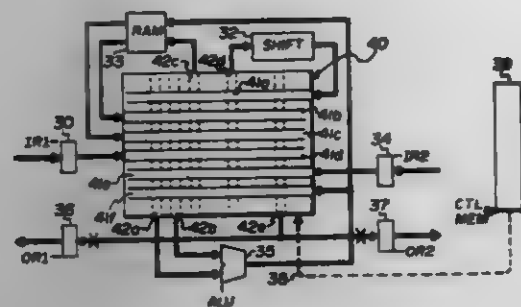 RAM
32
SHIFT
33
42c
42d
40
41a
41b
41c
41d
IR1
30
34
IR2
41e
41f
36
42a
42b
42e
37
CTL
MEM
OR1
35
38
OR2
ALU